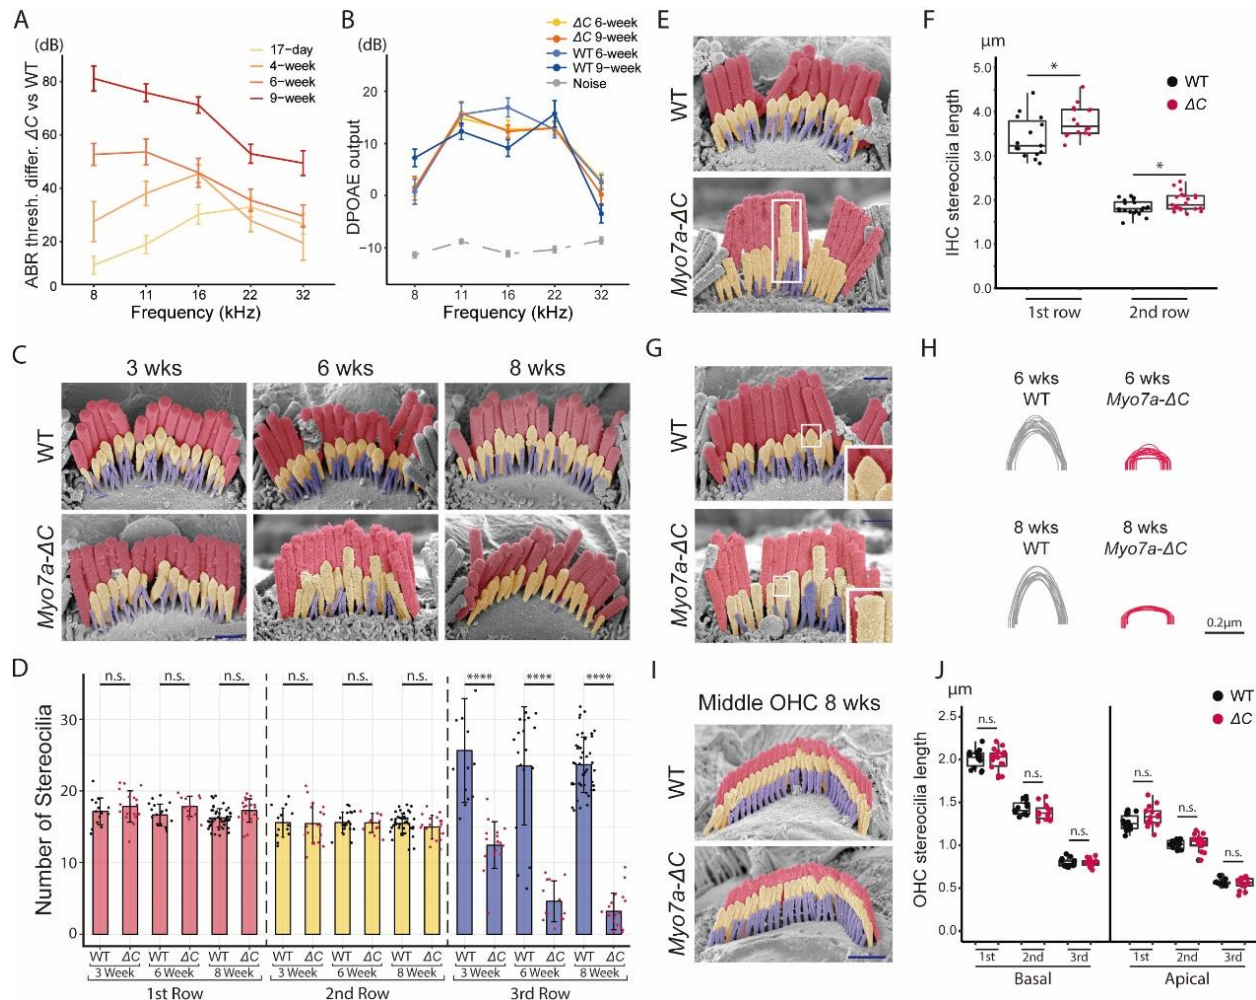 A
(dB)
ABR thresh. differ. ΔC vs WT
80
60
40
20
0
17-day
4-week
6-week
9-week
8 11 16 22 32
Frequency (kHz)
B
(dB)
DPOAE output
20
10
0
−10
ΔC 6-week
ΔC 9-week
WT 6-week
WT 9-week
Noise
8 11 16 22 32
Frequency (kHz)
E
WT
Myo7a-ΔC
F
μm
IHC stereocilia length
5.0
4.0
3.0
2.0
1.0
0.0
WT
ΔC
*
*
1st row 2nd row
C
3 wks 6 wks 8 wks
WT
Myo7a-ΔC
G
WT
Myo7a-ΔC
H
6 wks 6 wks
WT Myo7a-ΔC
8 wks 8 wks
WT Myo7a-ΔC
0.2μm
D
Number of Stereocilia
30
20
10
0
n.s. n.s. n.s. n.s. n.s. n.s. **** **** ****
WT ΔC WT ΔC WT ΔC WT ΔC WT ΔC WT ΔC WT ΔC WT ΔC WT ΔC
3 Week 6 Week 8 Week 3 Week 6 Week 8 Week 3 Week 6 Week 8 Week
1st Row 2nd Row 3rd Row
I
Middle OHC 8 wks
WT
Myo7a-ΔC
J
μm
OHC stereocilia length
2.5
2.0
1.5
1.0
0.5
0.0
WT
ΔC
n.s. n.s. n.s. n.s. n.s. n.s.
1st 2nd 3rd 1st 2nd 3rd
Basal Apical